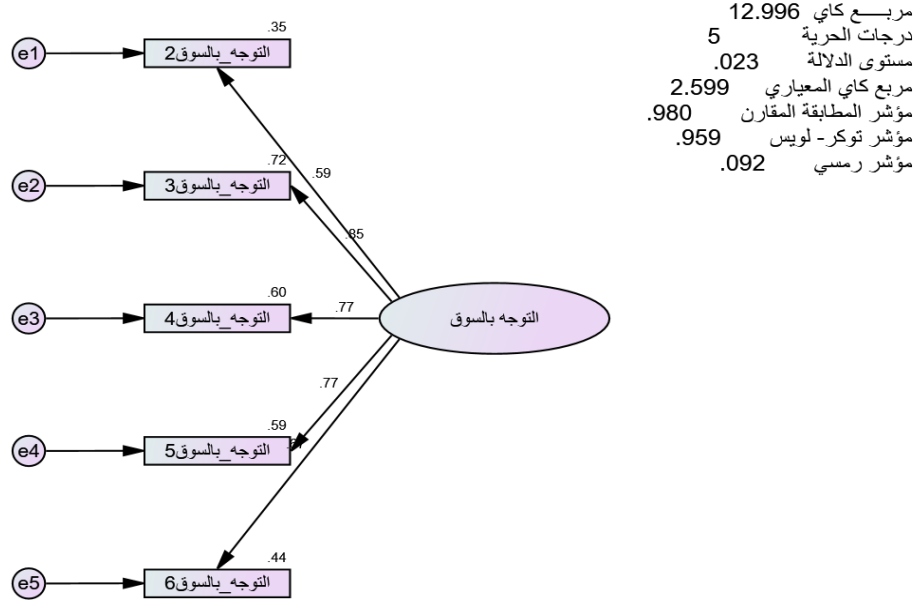 مربـــع كاي 12.996
درجات الحرية 5
مستوى الدلالة .023
مربع كاي المعياري 2.599
مؤشر المطابقة المقارن .980
مؤشر توكر- لويس .959
مؤشر رمسي .092
.35
e1
التوجه_بالسوق2
.59
.72
e2
التوجه_بالسوق3
.85
.60
e3
التوجه_بالسوق4
.77
التوجه بالسوق
.77
.59
e4
التوجه_بالسوق5
.44
e5
التوجه_بالسوق6